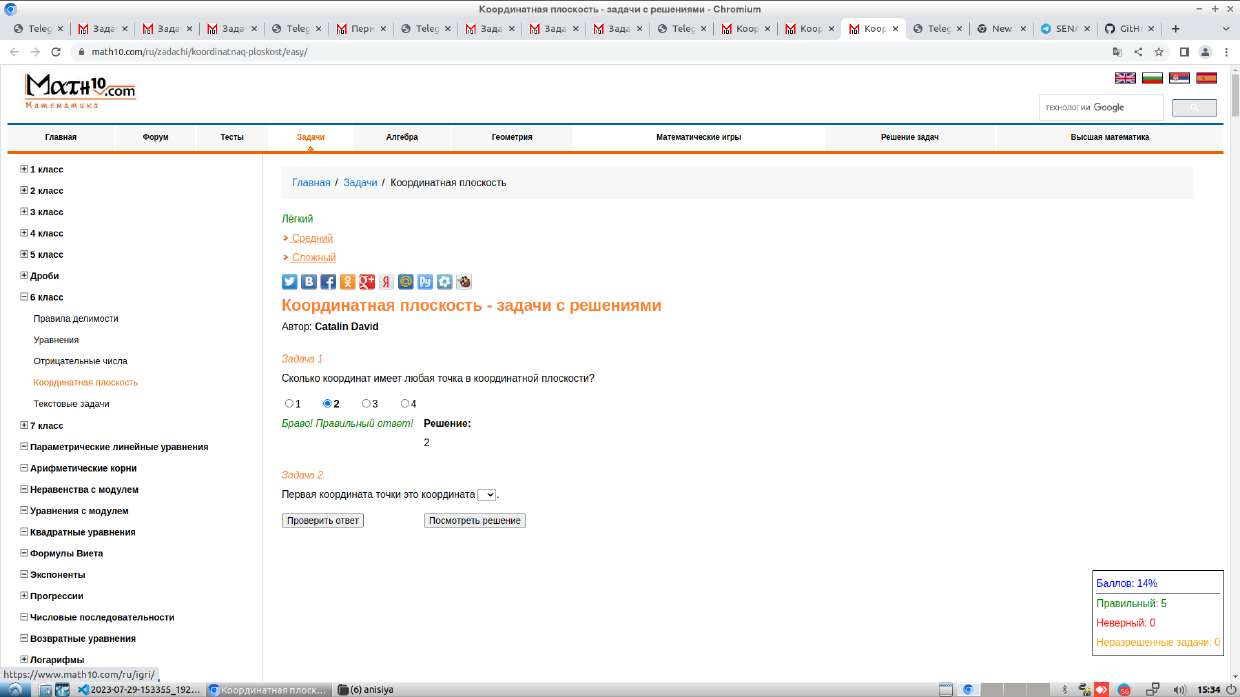 Координатная плоскость - задачи с решениями - Chromium
Teleg
Зада
Зада
Зада
Teleg
Перв
Teleg
Зада
Зада
Зада
Teleg
Коор
Коор
Коор
Teleg
New
SENA
GitH
math10.com/ru/zadachi/koordinatnaq-ploskost/easy/
Math10.com
Математика
ТЕХНОЛОГИИ Google
Главная
Форум
Тесты
Задачи
Алгебра
Геометрия
Математические игры
Решение задач
Высшая математика
1 класс
2 класс
3 класс
4 класс
5 класс
Дроби
6 класс
Правила делимости
Уравнения
Отрицательные числа
Координатная плоскость
Текстовые задачи
7 класс
Параметрические линейные уравнения
Арифметические корни
Неравенства с модулем
Уравнения с модулем
Квадратные уравнения
Формулы Виета
Экспоненты
Прогрессии
Числовые последовательности
Возвратные уравнения
Логарифмы
Главная / Задачи / Координатная плоскость
Лёгкий
Средний
Сложный
Координатная плоскость - задачи с решениями
Автор: Catalin David
Задача 1
Сколько координат имеет любая точка в координатной плоскости?
1 2 3 4
Браво! Правильный ответ! Решение:
2
Задача 2
Первая координата точки это координата .
Проверить ответ
Посмотреть решение
Баллов: 14%
Правильный: 5
Неверный: 0
Неразрешенные задачи: 0
https://www.math10.com/ru/igri/
2023-07-29-153355_192...
Координатная плоск...
(6) anisiya
15:34